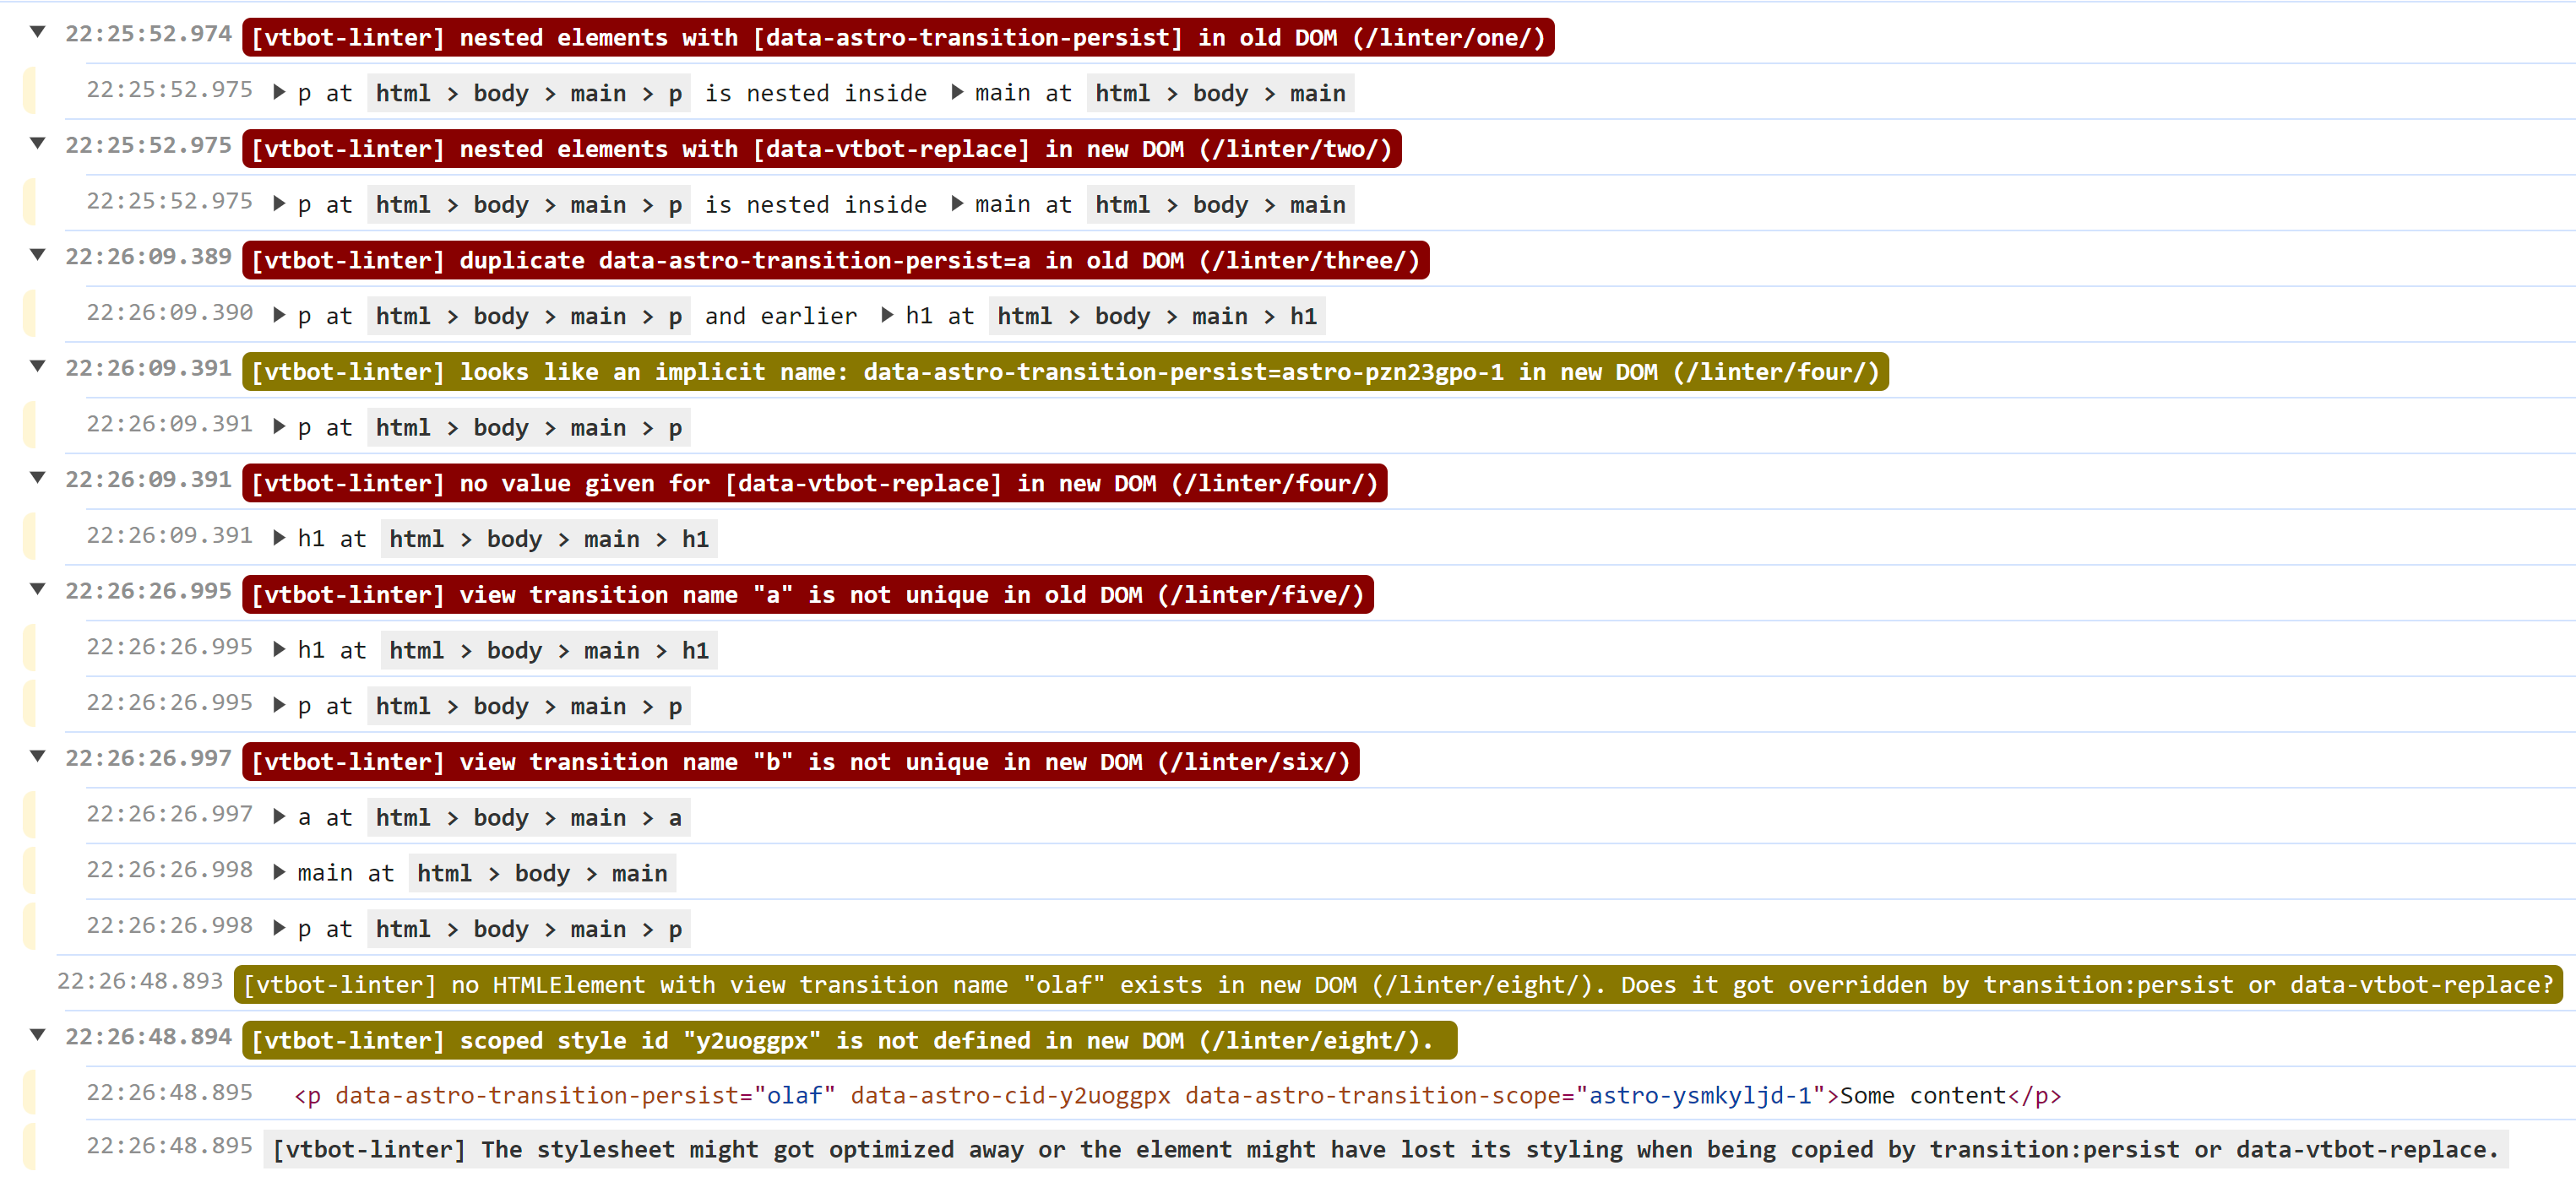 22:25:52.974 [vtbot-linter] nested elements with [data-astro-transition-persist] in old DOM (/linter/one/)
22:25:52.975 p at html > body > main > p is nested inside main at html > body > main
22:25:52.975 [vtbot-linter] nested elements with [data-vtbot-replace] in new DOM (/linter/two/)
22:25:52.975 p at html > body > main > p is nested inside main at html > body > main
22:26:09.389 [vtbot-linter] duplicate data-astro-transition-persist=a in old DOM (/linter/three/)
22:26:09.390 p at html > body > main > p and earlier h1 at html > body > main > h1
22:26:09.391 [vtbot-linter] looks like an implicit name: data-astro-transition-persist=astro-pzn23gpo-1 in new DOM (/linter/four/)
22:26:09.391 p at html > body > main > p
22:26:09.391 [vtbot-linter] no value given for [data-vtbot-replace] in new DOM (/linter/four/)
22:26:09.391 h1 at html > body > main > h1
22:26:26.995 [vtbot-linter] view transition name "a" is not unique in old DOM (/linter/five/)
22:26:26.995 h1 at html > body > main > h1
22:26:26.995 p at html > body > main > p
22:26:26.997 [vtbot-linter] view transition name "b" is not unique in new DOM (/linter/six/)
22:26:26.997 a at html > body > main > a
22:26:26.998 main at html > body > main
22:26:26.998 p at html > body > main > p
22:26:48.893 [vtbot-linter] no HTMLElement with view transition name "olaf" exists in new DOM (/linter/eight/). Does it got overridden by transition:persist or data-vtbot-replace?
22:26:48.894 [vtbot-linter] scoped style id "y2uoggpx" is not defined in new DOM (/linter/eight/).
22:26:48.895 <p data-astro-transition-persist="olaf" data-astro-cid-y2uoggpx data-astro-transition-scope="astro-ysmkyljd-1">Some content</p>
22:26:48.895 [vtbot-linter] The stylesheet might got optimized away or the element might have lost its styling when being copied by transition:persist or data-vtbot-replace.